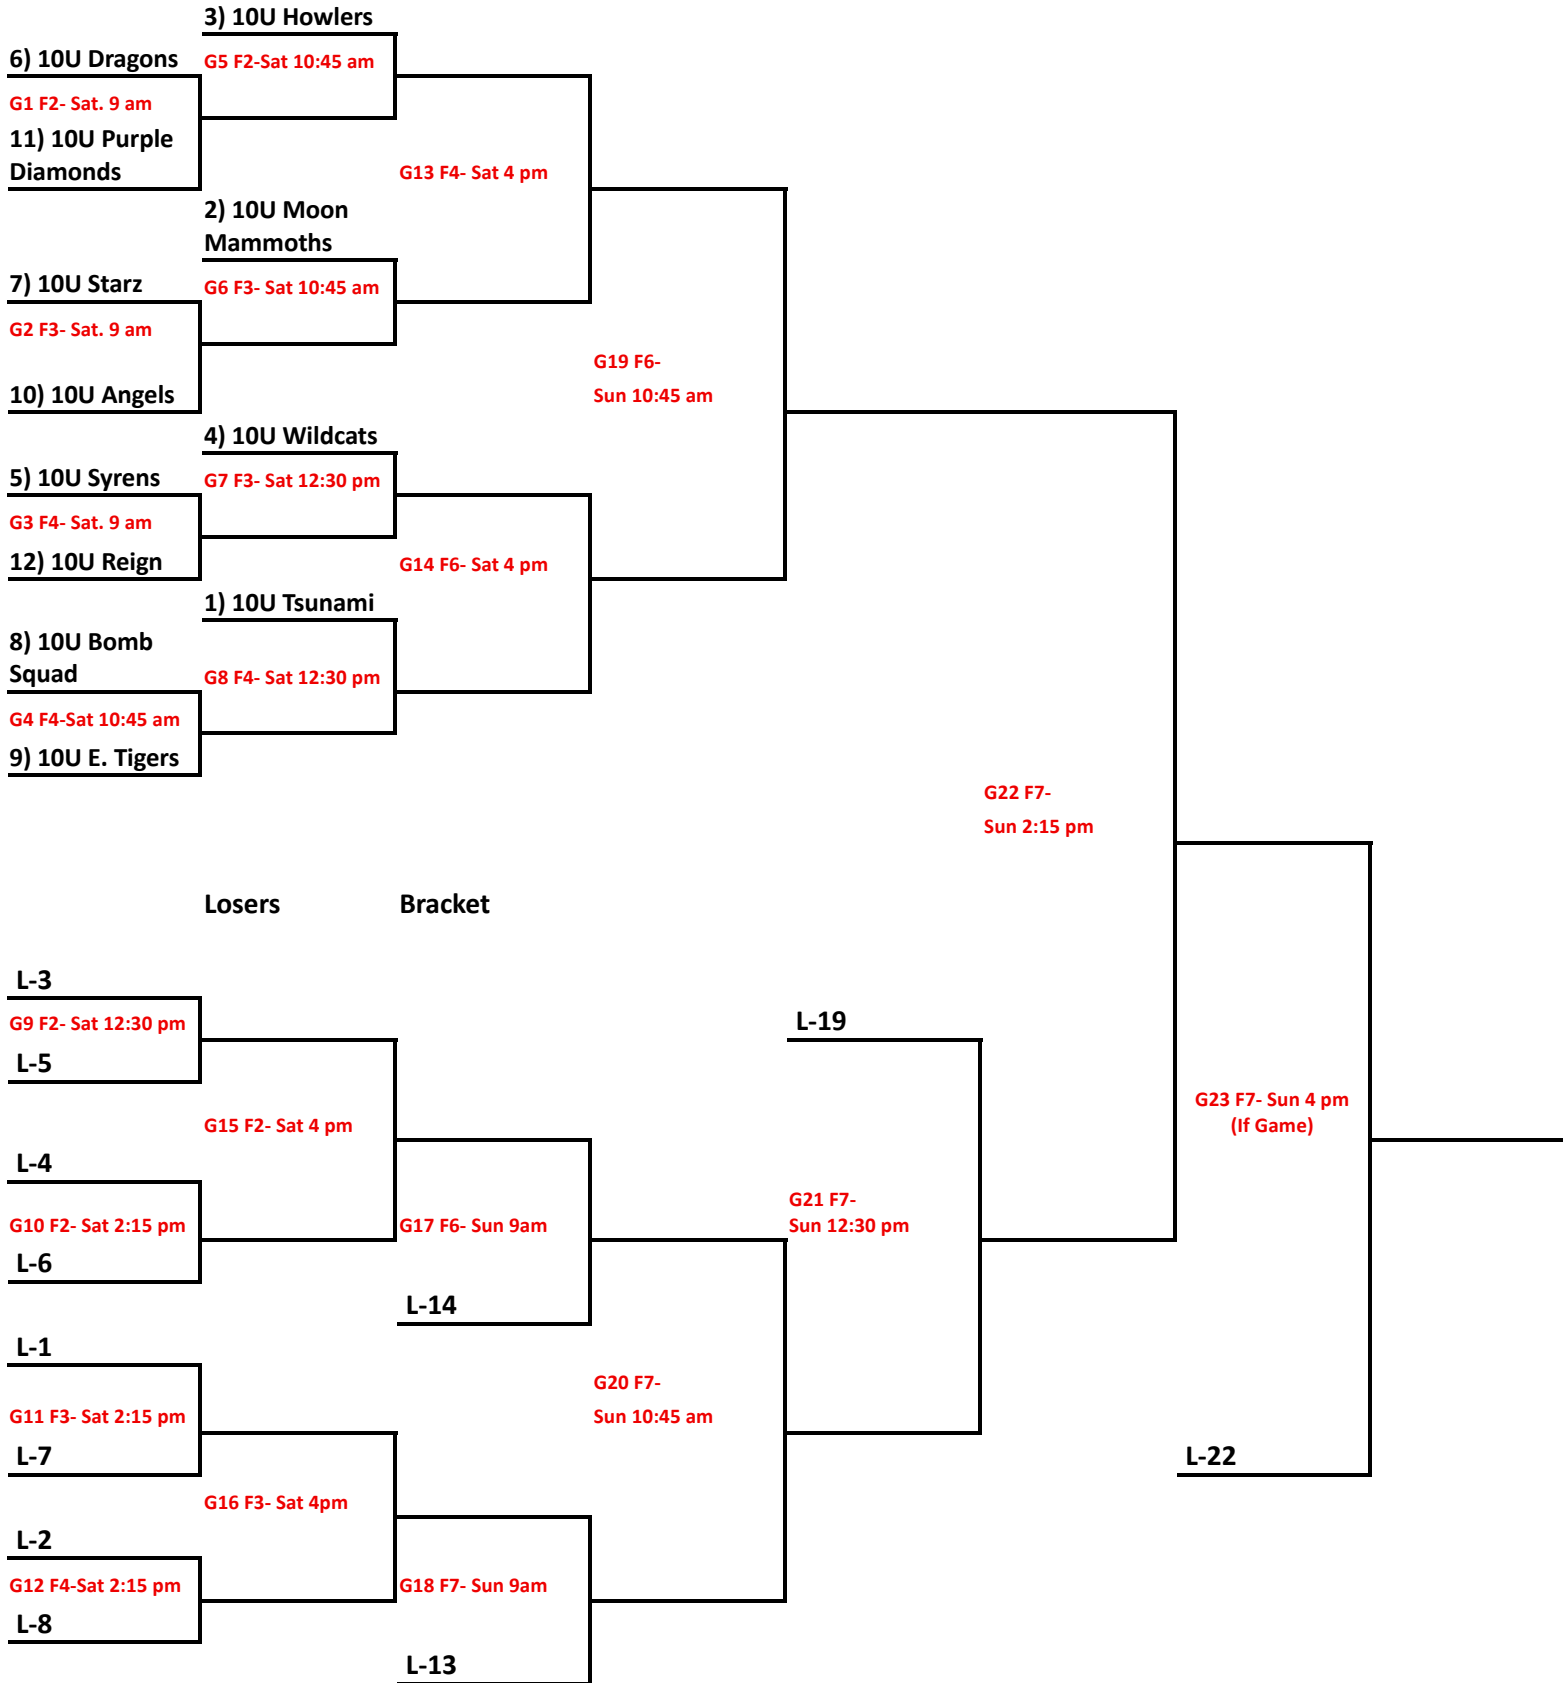 3) 10U Howlers
6) 10U Dragons
G5 F2-Sat 10:45 am
G1 F2- Sat. 9 am
11) 10U Purple
Diamonds
G13 F4- Sat 4 pm
2) 10U Moon
Mammoths
7) 10U Starz
G6 F3- Sat 10:45 am
G2 F3- Sat. 9 am
G19 F6-
Sun 10:45 am
10) 10U Angels
4) 10U Wildcats
5) 10U Syrens
G7 F3- Sat 12:30 pm
G3 F4- Sat. 9 am
12) 10U Reign
G14 F6- Sat 4 pm
1) 10U Tsunami
8) 10U Bomb
Squad
G8 F4- Sat 12:30 pm
G4 F4-Sat 10:45 am
9) 10U E. Tigers
G22 F7-
Sun 2:15 pm
Losers
Bracket
L-3
G9 F2- Sat 12:30 pm
L-19
L-5
G23 F7- Sun 4 pm
(If Game)
G15 F2- Sat 4 pm
L-4
G21 F7-
Sun 12:30 pm
G10 F2- Sat 2:15 pm
G17 F6- Sun 9am
L-6
L-14
L-1
G20 F7-
Sun 10:45 am
G11 F3- Sat 2:15 pm
L-7
L-22
G16 F3- Sat 4pm
L-2
G12 F4-Sat 2:15 pm
G18 F7- Sun 9am
L-8
L-13